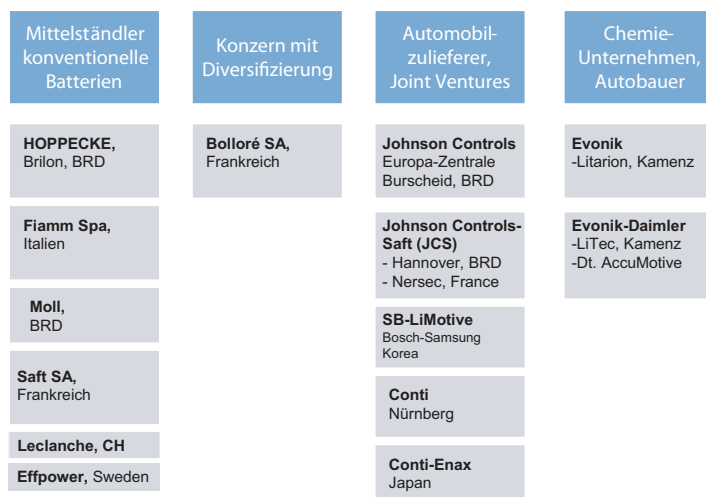 Mittelständler
konventionelle
Batterien
HOPPECKE,
Brilon, BRD
Fiamm Spa,
Italien
Moll,
BRD
Saft SA,
Frankreich
Leclanche, CH
Effpower, Sweden
Konzern mit
Diversifizierung
Bolloré SA,
Frankreich
Automobil-
zulieferer,
Joint Ventures
Johnson Controls
Europa-Zentrale
Burscheid, BRD
Johnson Controls-
Saft (JCS)
- Hannover, BRD
- Nersec, France
SB-LiMotive
Bosch-Samsung
Korea
Conti
Nürnberg
Conti-Enax
Japan
Chemie-
Unternehmen,
Autobauer
Evonik
-Litarion, Kamenz
Evonik-Daimler
-LiTec, Kamenz
-Dt. AccuMotive